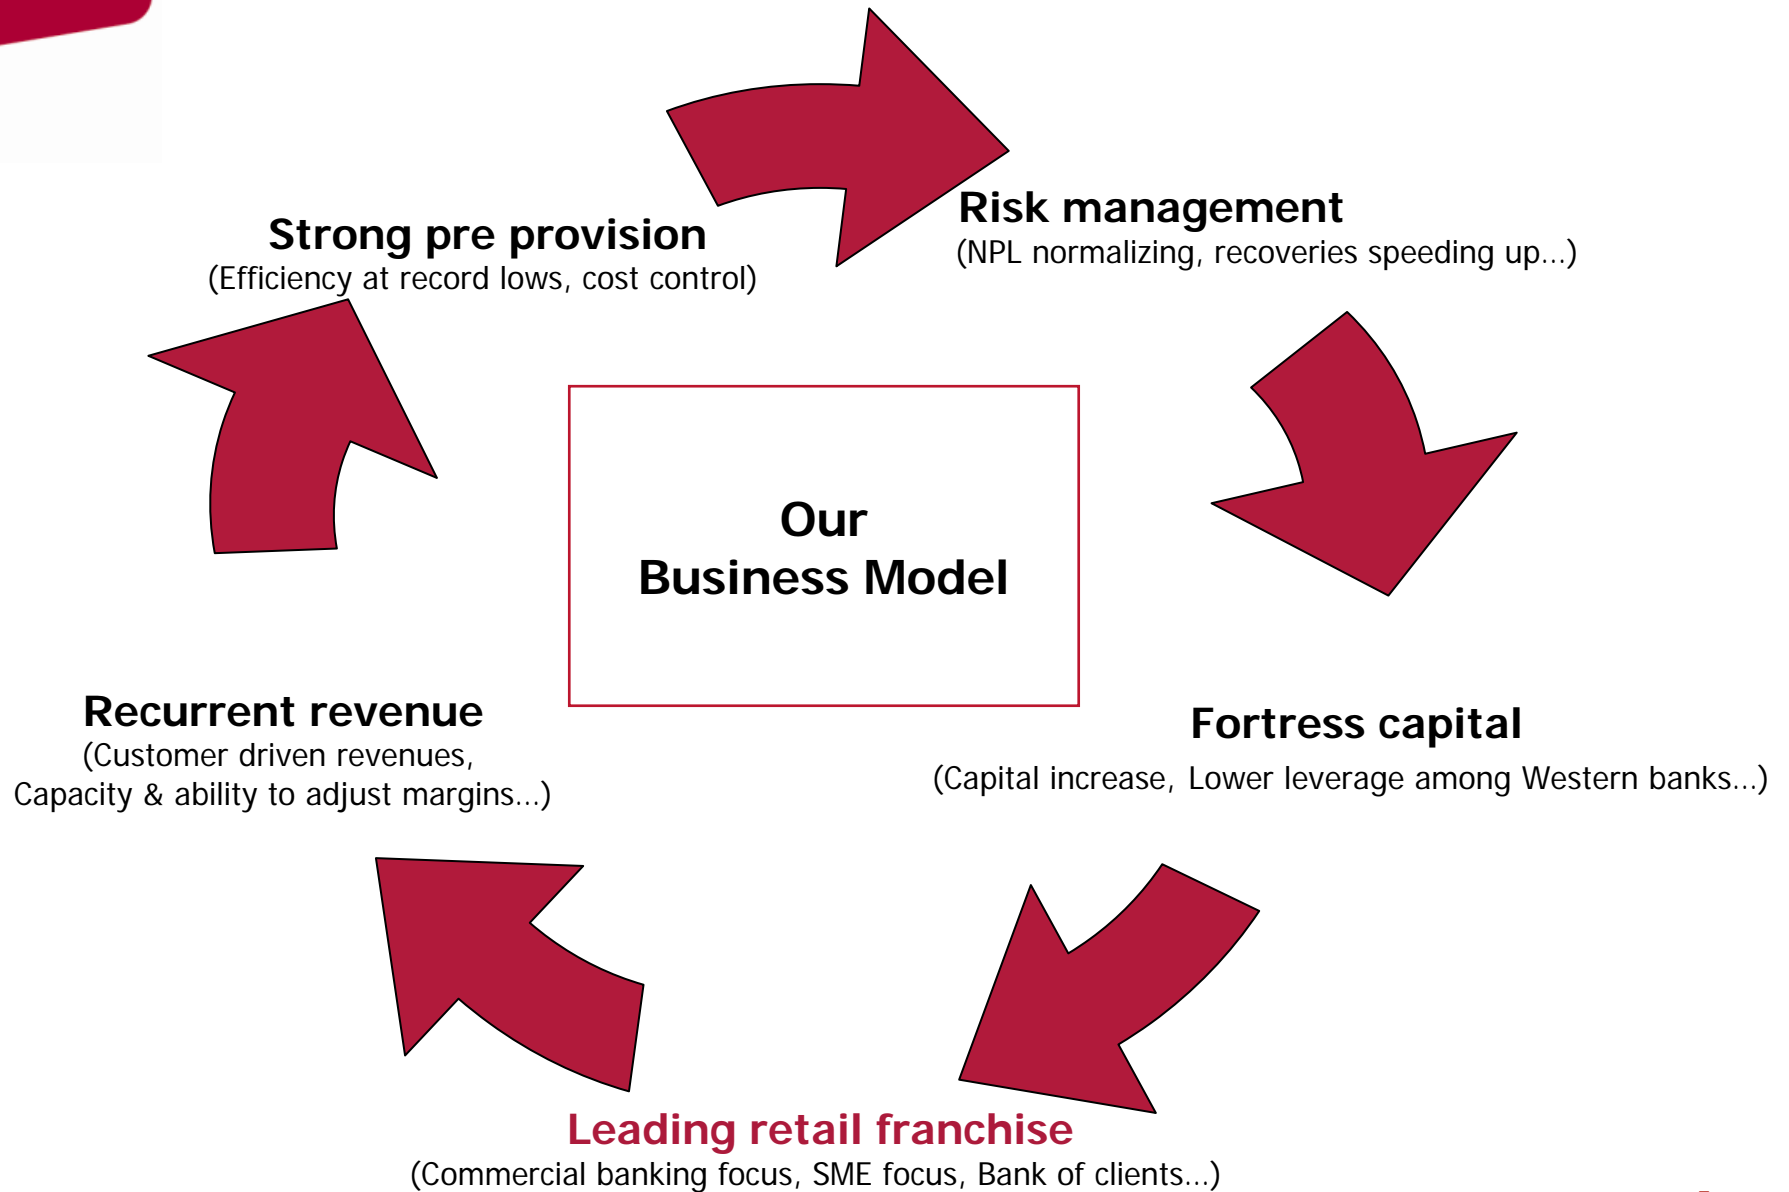 Strong pre provision
(Efficiency at record lows, cost control)
Risk management
(NPL normalizing, recoveries speeding up...)
Our
Business Model
Recurrent revenue
(Customer driven revenues,
Capacity & ability to adjust margins...)
Fortress capital
(Capital increase, Lower leverage among Western banks...)
Leading retail franchise
(Commercial banking focus, SME focus, Bank of clients...)